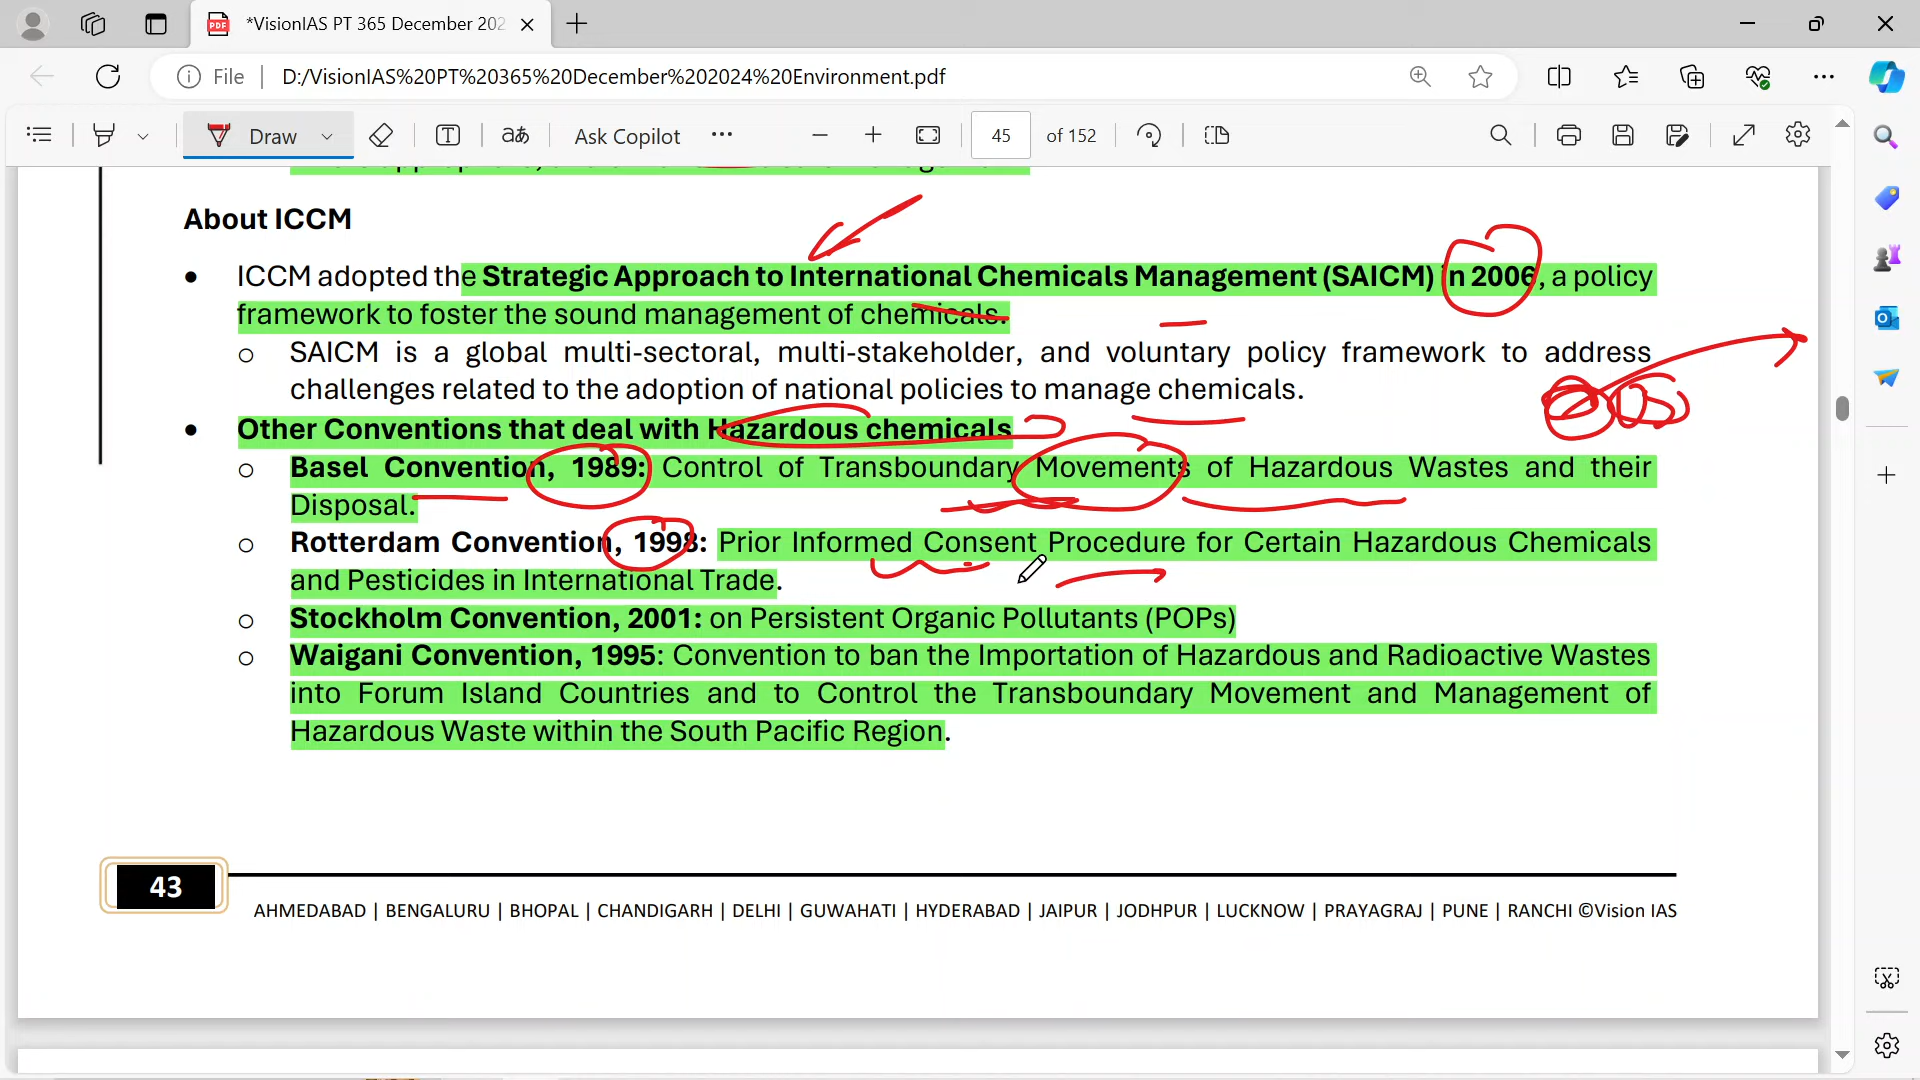 *VisionIAS PT 365 December 202
File D:/VisionIAS%20PT%20365%20December%202024%20Environment.pdf
Draw aあ Ask Copilot 45 of 152
About ICCM
• ICCM adopted the Strategic Approach to International Chemicals Management (SAICM) in 2006, a policy
framework to foster the sound management of chemicals.
o SAICM is a global multi-sectoral, multi-stakeholder, and voluntary policy framework to address
challenges related to the adoption of national policies to manage chemicals.
• Other Conventions that deal with Hazardous chemicals
o Basel Convention, 1989: Control of Transboundary Movements of Hazardous Wastes and their
Disposal.
o Rotterdam Convention, 1998: Prior Informed Consent Procedure for Certain Hazardous Chemicals
and Pesticides in International Trade.
o Stockholm Convention, 2001: on Persistent Organic Pollutants (POPs)
o Waigani Convention, 1995: Convention to ban the Importation of Hazardous and Radioactive Wastes
into Forum Island Countries and to Control the Transboundary Movement and Management of
Hazardous Waste within the South Pacific Region.
43
AHMEDABAD | BENGALURU | BHOPAL | CHANDIGARH | DELHI | GUWAHATI | HYDERABAD | JAIPUR | JODHPUR | LUCKNOW | PRAYAGRAJ | PUNE | RANCHI ©Vision IAS